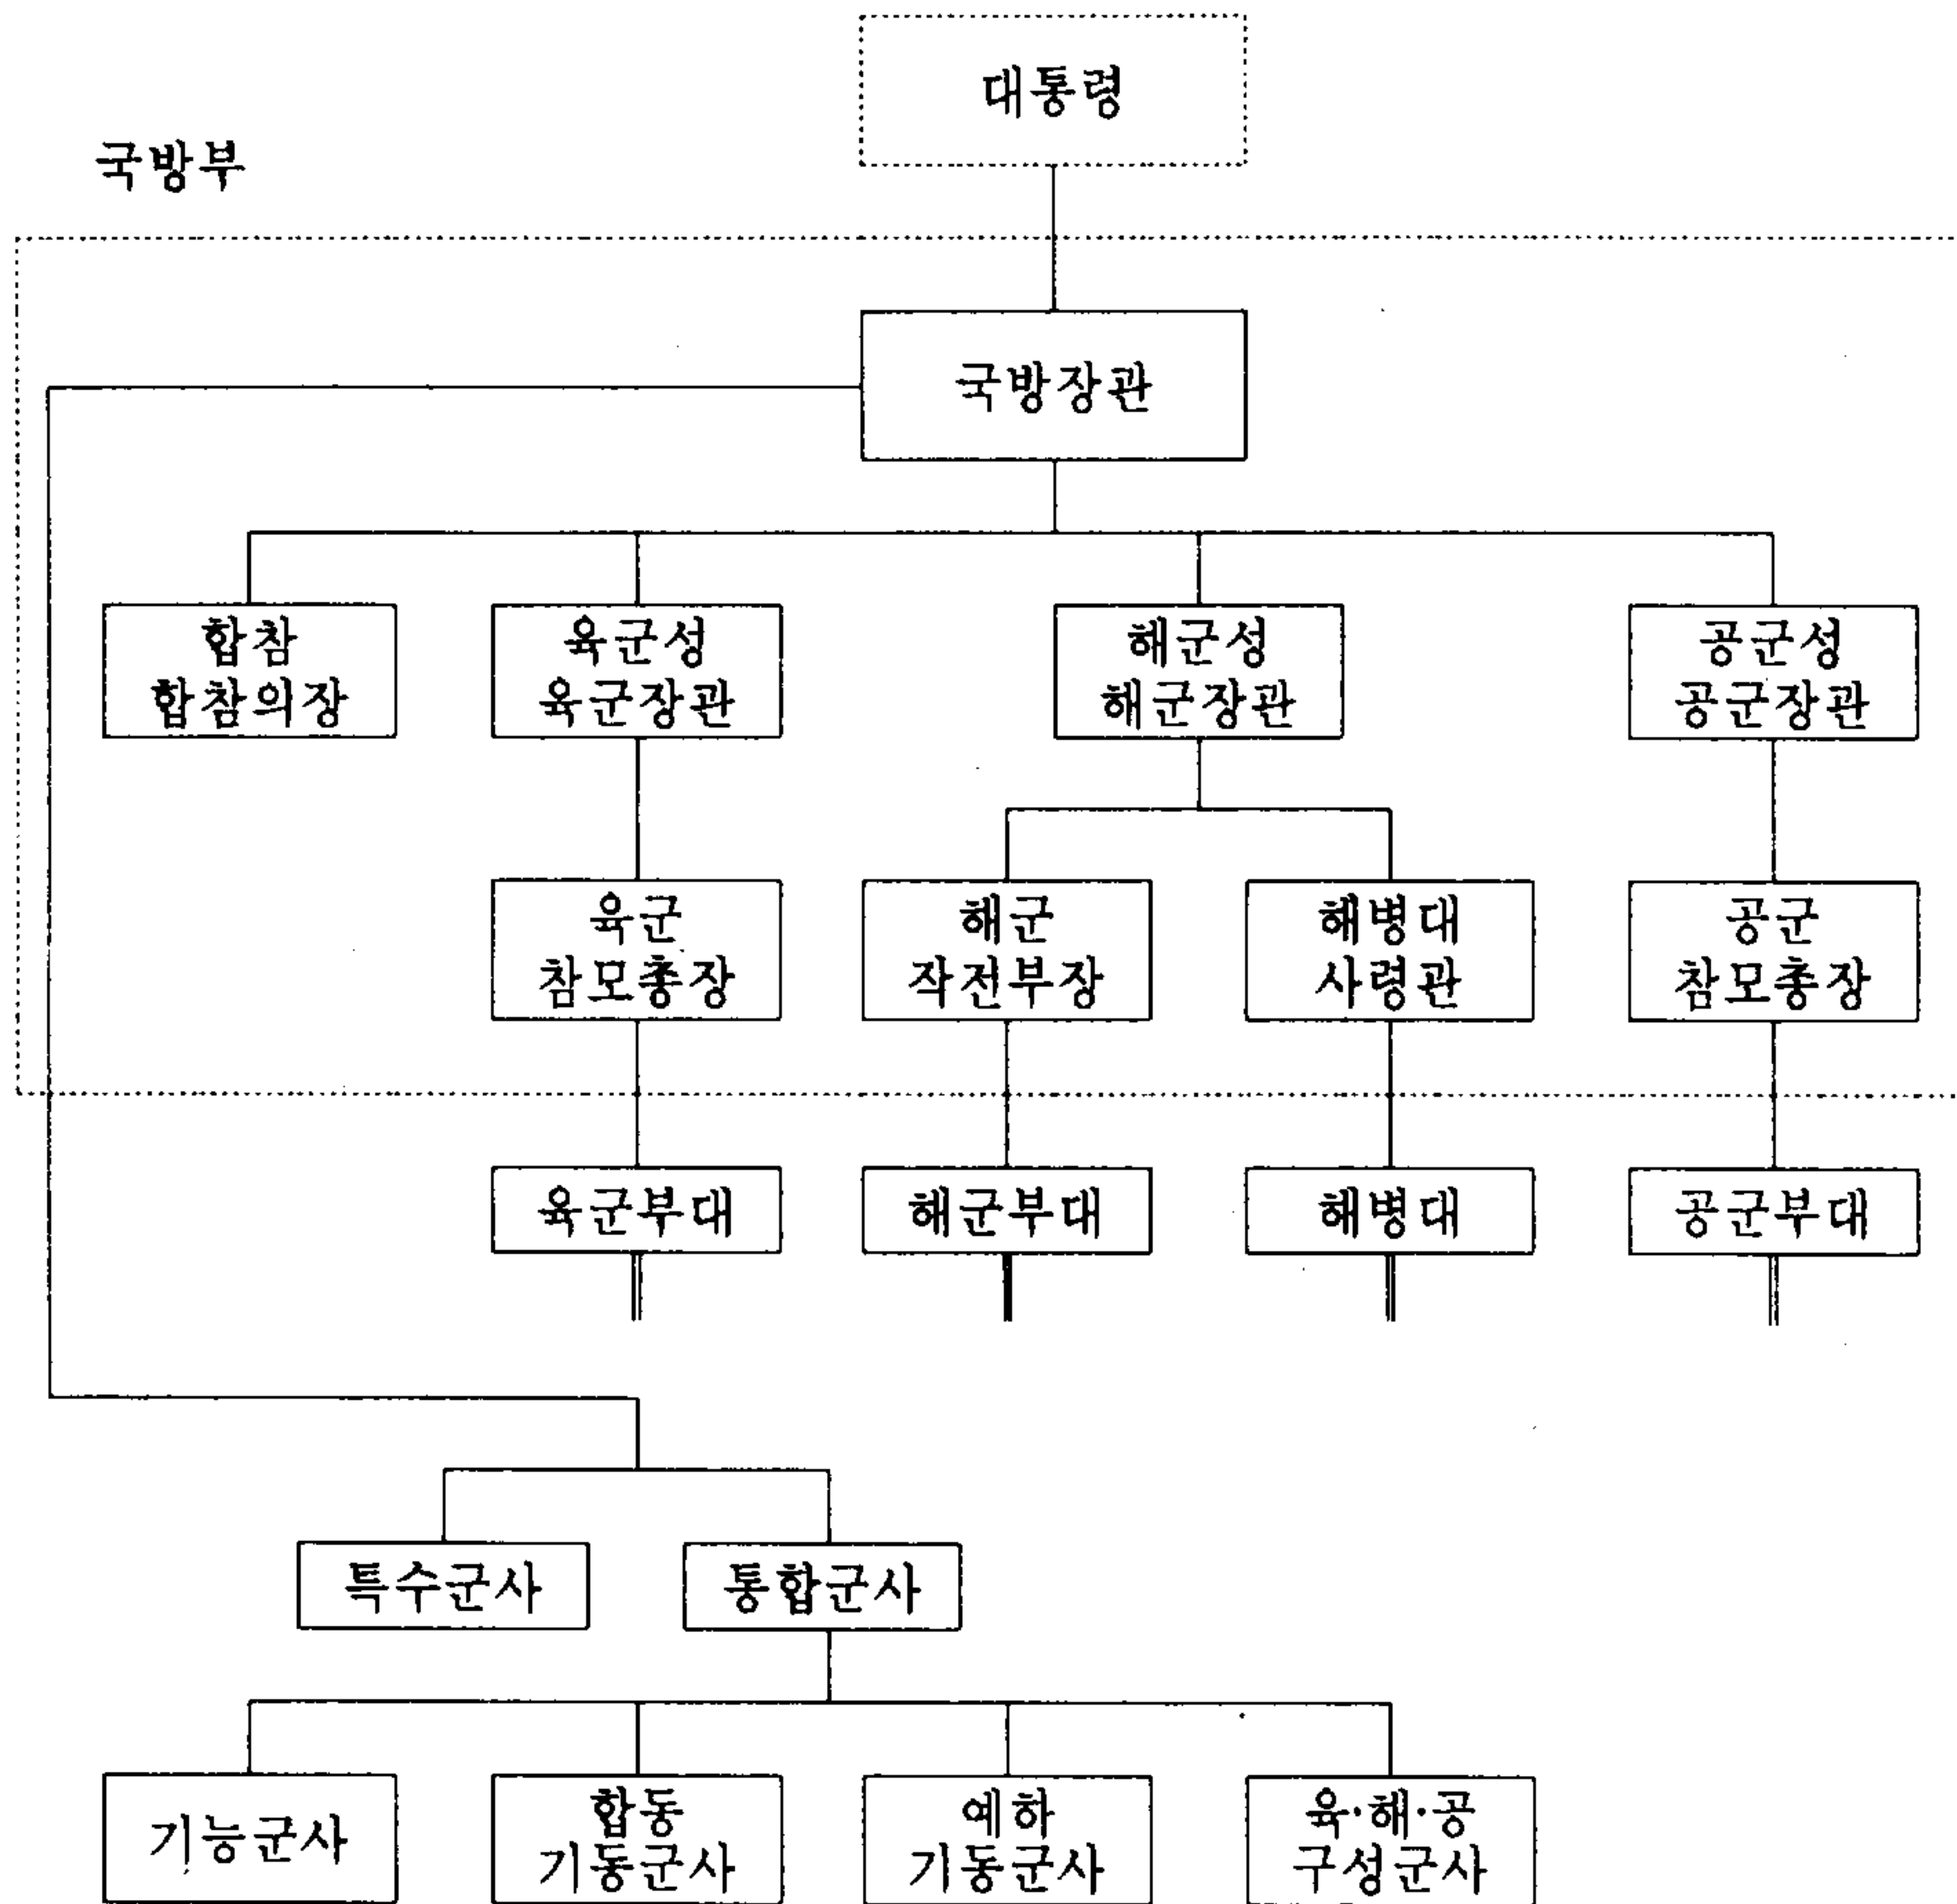 대통령
국방부
국방장관
합참
합참의장
육군성
육군장관
해군성
해군장관
공군성
공군장관
육군
참모총장
해군
작전부장
해병대
사령관
공군
참모총장
육군부대
해군부대
해병대
공군부대
특수군사
통합군사
기능군사
합동
기동군사
예하
기동군사
육·해·공
구성군사